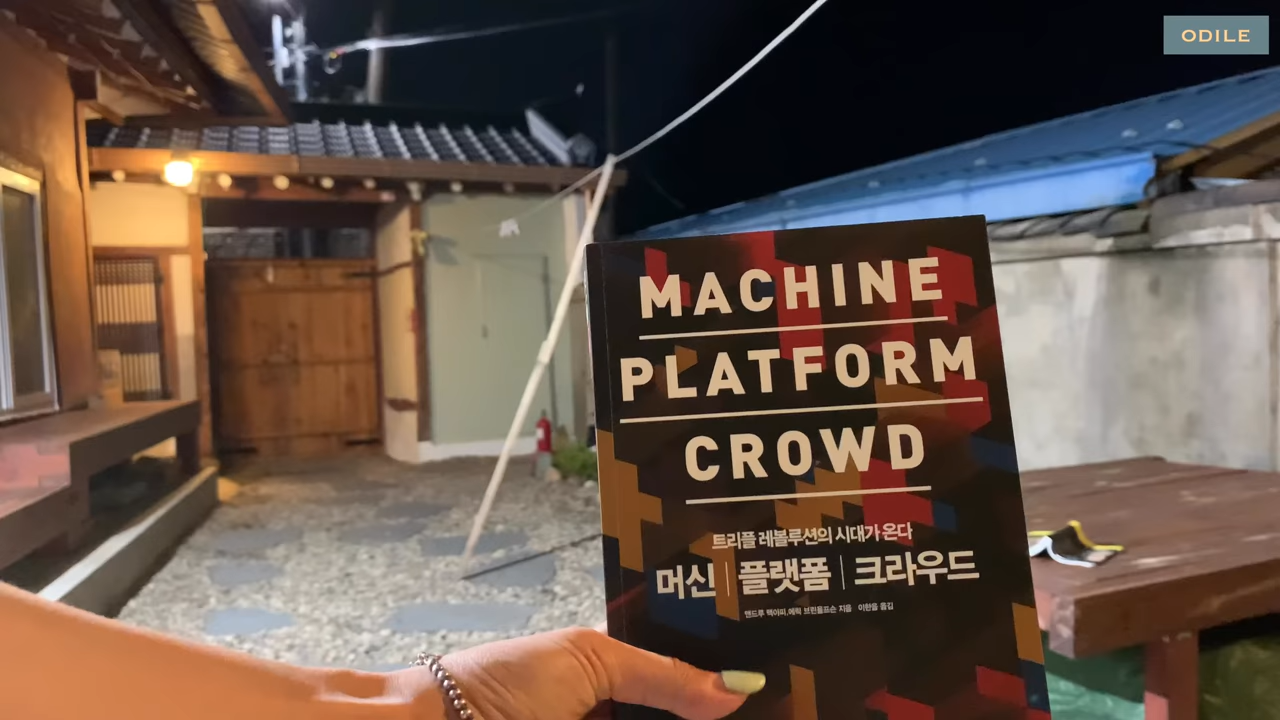 ODILE
MACHINE
PLATFORM
CROWD
트리플 레볼루션의 시대가 온다
머신 | 플랫폼 | 크라우드
앤드루 맥아피, 에릭 브린욜프슨 지음 이한음 옮김